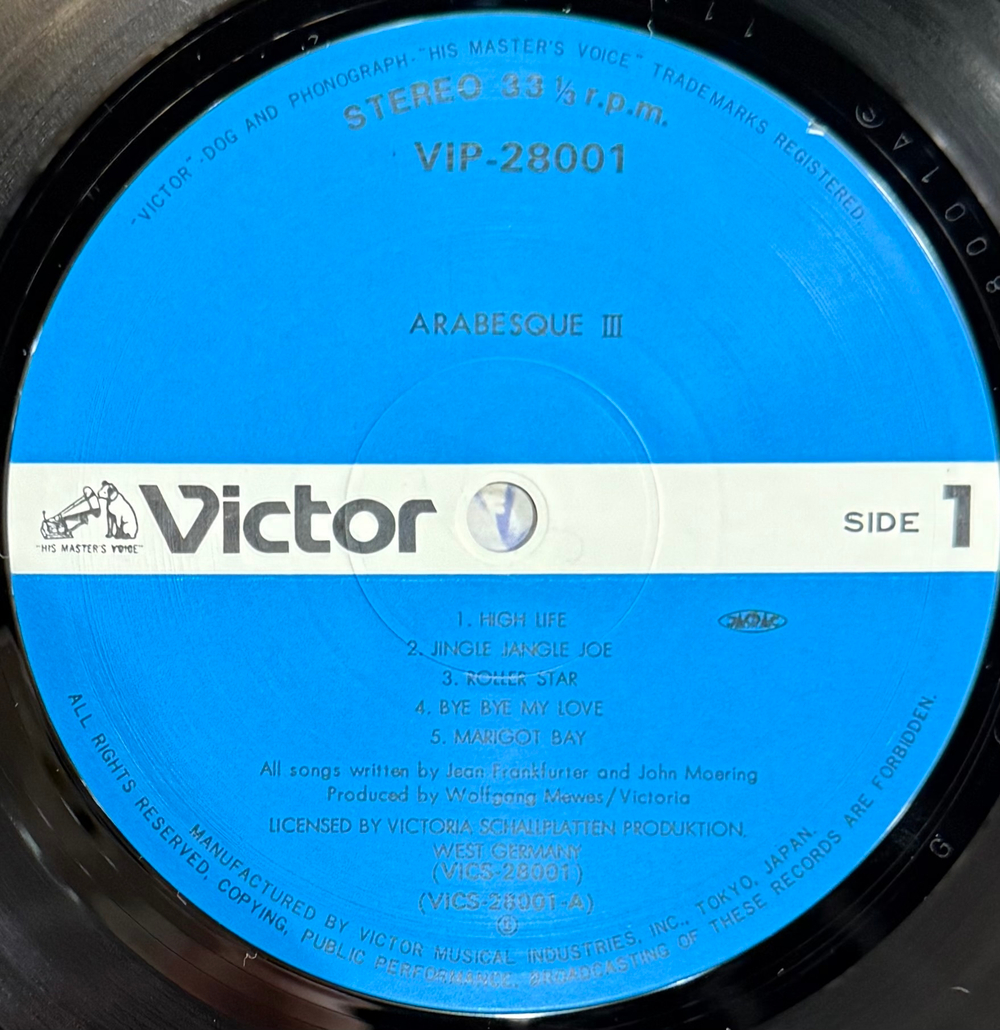 "VICTOR"-DOG AND PHONOGRAPH-"HIS MASTER'S VOICE" TRADEMARKS REGISTERED.
STEREO 33 ⅓ r.p.m.
VIP-28001
ARABESQUE Ⅲ
"HIS MASTER'S VOICE"
Victor
SIDE 1
1. HIGH LIFE
2. JINGLE JANGLE JOE
3. ROLLER STAR
4. BYE BYE MY LOVE
5. MARIGOT BAY
All songs written by Jean Frankfurter and John Moering
Produced by Wolfgang Mewes/Victoria
LICENSED BY VICTORIA SCHALLPLATTEN PRODUKTION,
WEST GERMANY
(VICS-28001)
(VICS-28001-A)
Ⓟ
MANUFACTURED BY VICTOR MUSICAL INDUSTRIES, INC., TOKYO, JAPAN.
ALL RIGHTS RESERVED, COPYING, PUBLIC PERFORMANCE, BROADCASTING OF THESE RECORDS ARE FORBIDDEN.